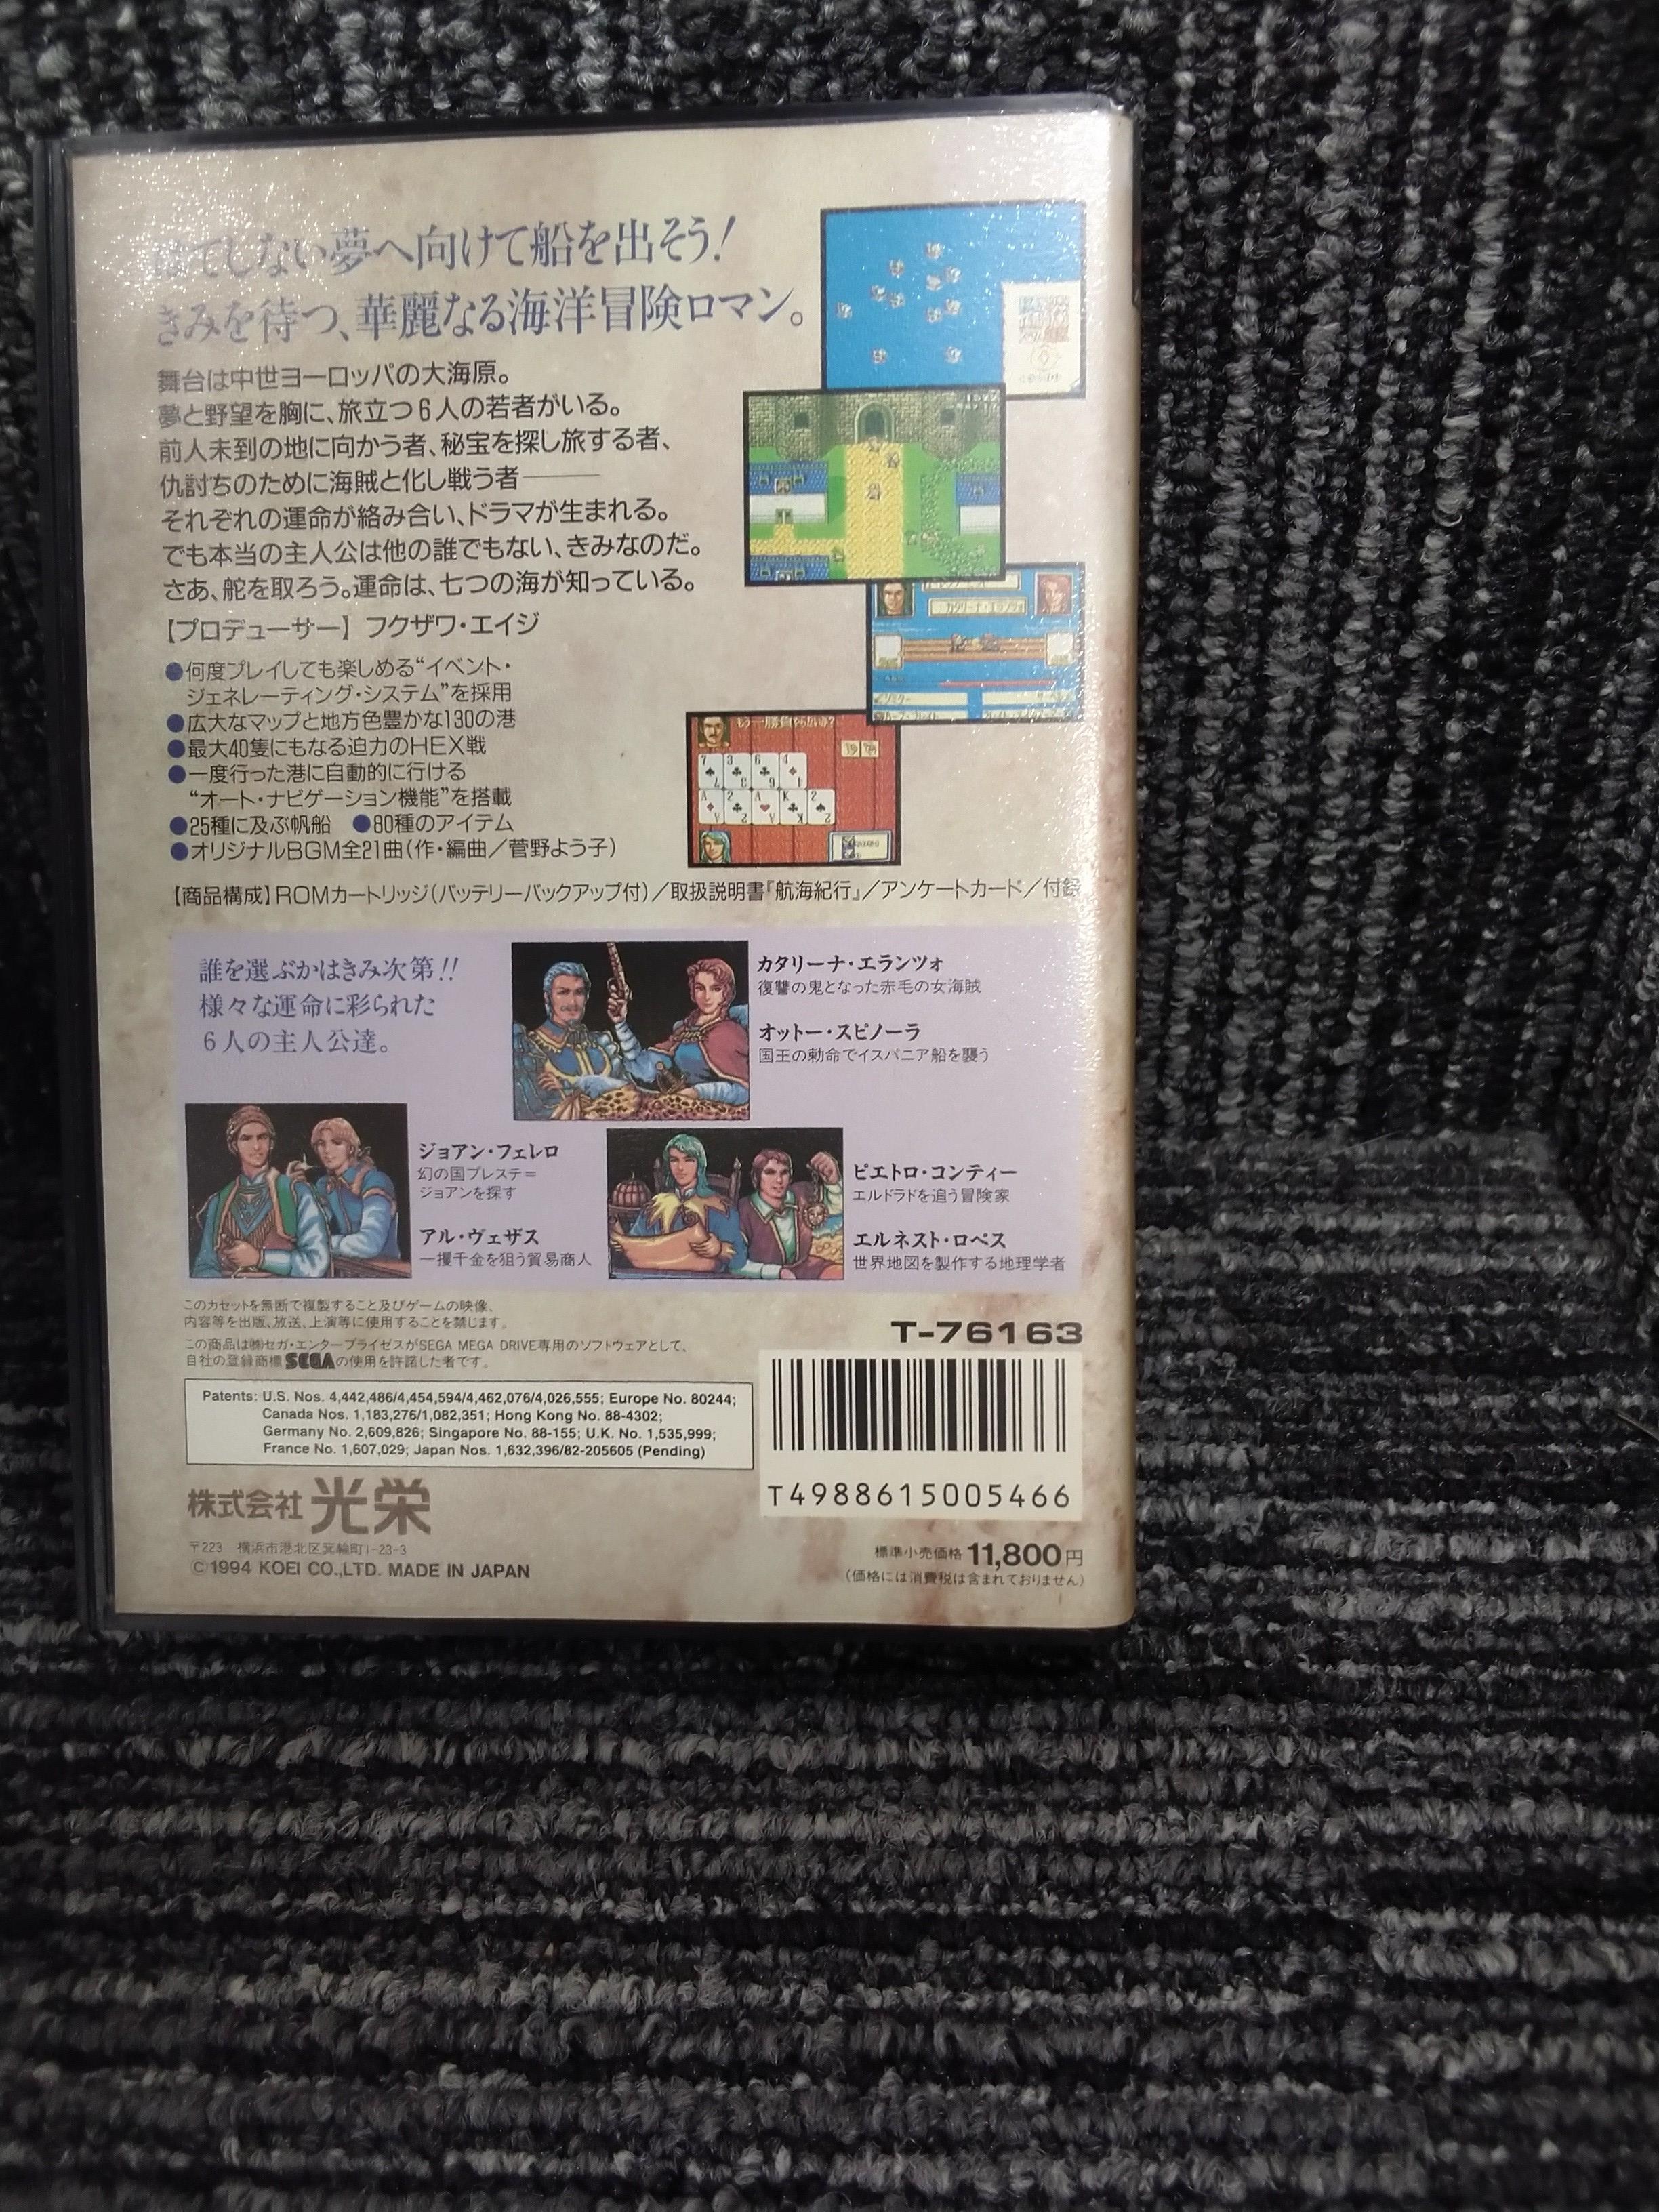 はてしない夢へ向けて船を出そう!
きみを待つ、華麗なる海洋冒険ロマン。
舞台は中世ヨーロッパの大海原。
夢と野望を胸に、旅立つ6人の若者がいる。
前人未到の地に向かう者、秘宝を探し旅する者、
仇討ちのために海賊と化し戦う者――
それぞれの運命が絡み合い、ドラマが生まれる。
でも本当の主人公は他の誰でもない、きみなのだ。
さあ、舵を取ろう。運命は、七つの海が知っている。
【プロデューサー】フクザワ・エイジ
●何度プレイしても楽しめる“イベント・
ジェネレーティング・システム”を採用
●広大なマップと地方色豊かな130の港
●最大40隻にもなる迫力のHEX戦
●一度行った港に自動的に行ける
“オート・ナビゲーション機能”を搭載
●25種に及ぶ帆船 ●80種のアイテム
●オリジナルBGM全21曲(作・編曲/菅野よう子)
もう一勝負やらないか?
【商品構成】ROMカートリッジ(バッテリーバックアップ付)/取扱説明書『航海紀行』/アンケートカード/付録
誰を選ぶかはきみ次第!!
様々な運命に彩られた
6人の主人公達。
カタリーナ・エランツォ
復讐の鬼となった赤毛の女海賊
オットー・スピノーラ
国王の勅命でイスパニア船を襲う
ジョアン・フェレロ
幻の国プレステ=
ジョアンを探す
アル・ヴェザス
一攫千金を狙う貿易商人
ピエトロ・コンティー
エルドラドを追う冒険家
エルネスト・ロペス
世界地図を製作する地理学者
このカセットを無断で複製すること及びゲームの映像、
内容等を出版、放送、上演等に使用することを禁じます。
この商品は㈱セガ・エンタープライゼスがSEGA MEGA DRIVE専用のソフトウェアとして、
自社の登録商標SEGAの使用を許諾した者です。
T-76163
Patents: U.S. Nos. 4,442,486/4,454,594/4,462,076/4,026,555; Europe No. 80244;
Canada Nos. 1,183,276/1,082,351; Hong Kong No. 88-4302;
Germany No. 2,609,826; Singapore No. 88-155; U.K. No. 1,535,999;
France No. 1,607,029; Japan Nos. 1,632,396/82-205605 (Pending)
T4988615005466
株式会社 光栄
〒223 横浜市港北区箕輪町1-23-3
©1994 KOEI CO.,LTD. MADE IN JAPAN
標準小売価格 11,800円
(価格には消費税は含まれておりません)